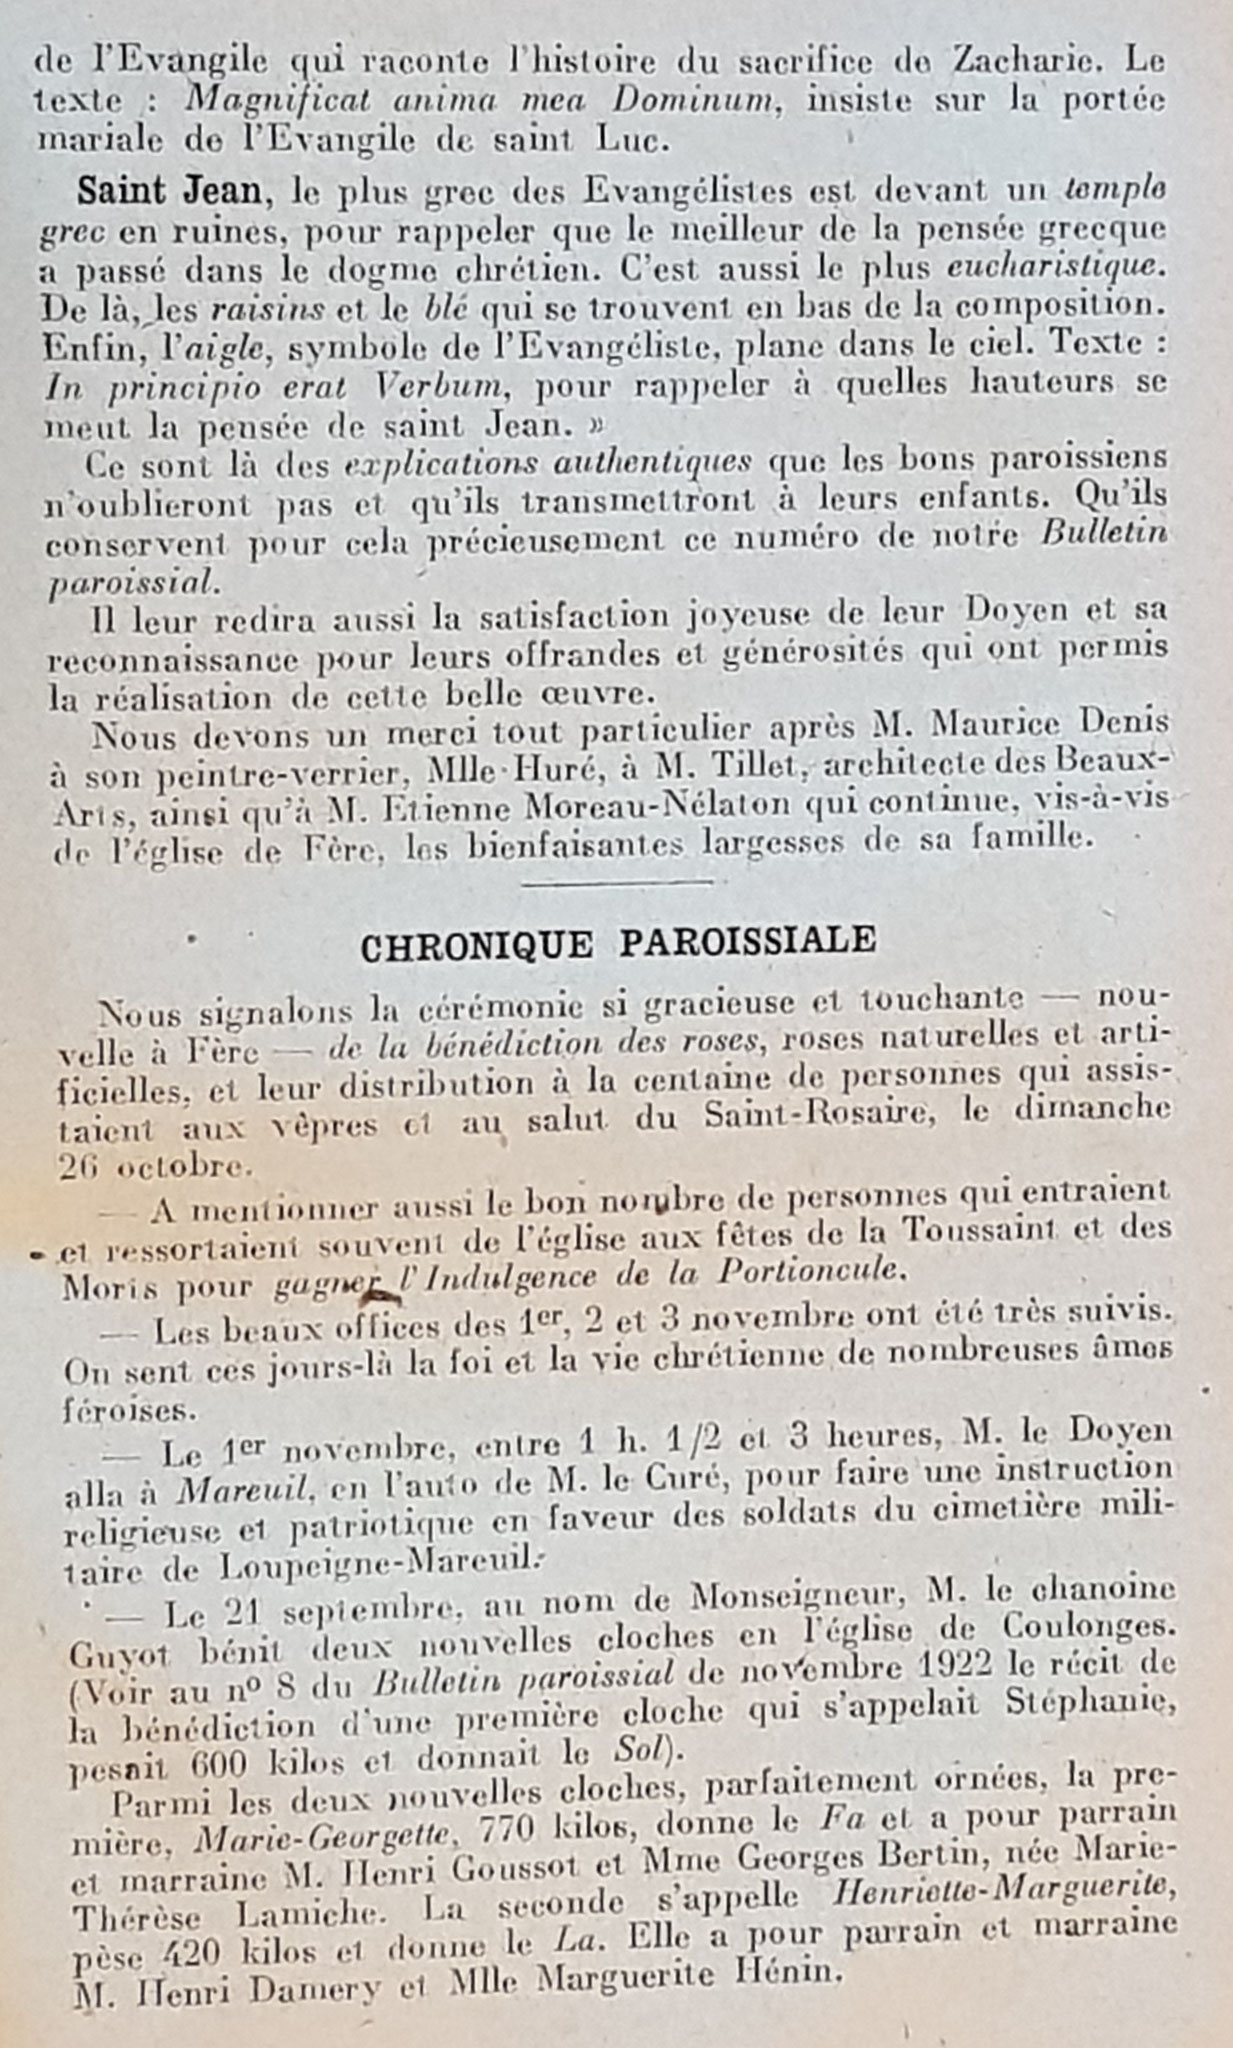 de l'Evangile qui raconte l'histoire du sacrifice de Zacharie. Le
texte : Magnificat anima mea Dominum, insiste sur la portée
mariale de l'Evangile de saint Luc.
Saint Jean, le plus grec des Evangélistes est devant un temple
grec en ruines, pour rappeler que le meilleur de la pensée grecque
a passé dans le dogme chrétien. C'est aussi le plus eucharistique.
De là, les raisins et le blé qui se trouvent en bas de la composition.
Enfin, l'aigle, symbole de l'Evangéliste, plane dans le ciel. Texte :
In principio erat Verbum, pour rappeler à quelles hauteurs se
meut la pensée de saint Jean. »
Ce sont là des explications authentiques que les bons paroissiens
n'oublieront pas et qu'ils transmettront à leurs enfants. Qu'ils
conservent pour cela précieusement ce numéro de notre Bulletin
paroissial.
Il leur redira aussi la satisfaction joyeuse de leur Doyen et sa
reconnaissance pour leurs offrandes et générosités qui ont permis
la réalisation de cette belle œuvre.
Nous devons un merci tout particulier après M. Maurice Denis
à son peintre-verrier, Mlle Huré, à M. Tillet, architecte des Beaux-
Arts, ainsi qu'à M. Etienne Moreau-Nélaton qui continue, vis-à-vis
de l'église de Fère, les bienfaisantes largesses de sa famille.
CHRONIQUE PAROISSIALE
Nous signalons la cérémonie si gracieuse et touchante — nou-
velle à Fère — de la bénédiction des roses, roses naturelles et arti-
ficielles, et leur distribution à la centaine de personnes qui assis-
taient aux vèpres et au salut du Saint-Rosaire, le dimanche
26 octobre.
— A mentionner aussi le bon nombre de personnes qui entraient
et ressortaient souvent de l'église aux fêtes de la Toussaint et des
Morts pour gagner l'Indulgence de la Portioncule.
— Les beaux offices des 1er, 2 et 3 novembre ont été très suivis.
On sent ces jours-là la foi et la vie chrétienne de nombreuses âmes
féroises.
— Le 1er novembre, entre 1 h. 1/2 et 3 heures, M. le Doyen
alla à Mareuil, en l'auto de M. le Curé, pour faire une instruction
religieuse et patriotique en faveur des soldats du cimetière mili-
taire de Loupeigne-Mareuil.
— Le 21 septembre, au nom de Monseigneur, M. le chanoine
Guyot bénit deux nouvelles cloches en l'église de Coulonges.
(Voir au nº 8 du Bulletin paroissial de novembre 1922 le récit de
la bénédiction d'une première cloche qui s'appelait Stéphanie,
pesait 600 kilos et donnait le Sol).
Parmi les deux nouvelles cloches, parfaitement ornées, la pre-
mière, Marie-Georgette, 770 kilos, donne le Fa et a pour parrain
et marraine M. Henri Goussot et Mme Georges Bertin, née Marie-
Thérèse Lamiche. La seconde s'appelle Henriette-Marguerite,
pèse 420 kilos et donne le La. Elle a pour parrain et marraine
M. Henri Damery et Mlle Marguerite Hénin.